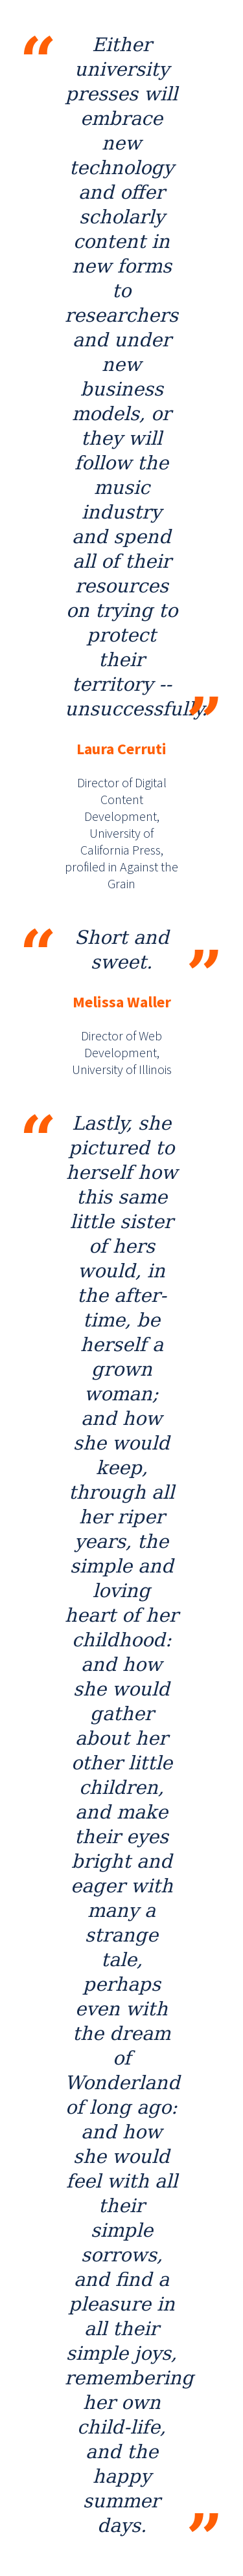 “
Either
university
presses will
embrace
new
technology
and offer
scholarly
content in
new forms
to
researchers
and under
new
business
models, or
they will
follow the
music
industry
and spend
all of their
resources
on trying to
protect
their
territory --
unsuccessfully.
”
Laura Cerruti
Director of Digital
Content
Development,
University of
California Press,
profiled in Against the
Grain
“
Short and
sweet.
”
Melissa Waller
Director of Web
Development,
University of Illinois
“
Lastly, she
pictured to
herself how
this same
little sister
of hers
would, in
the after-
time, be
herself a
grown
woman;
and how
she would
keep,
through all
her riper
years, the
simple and
loving
heart of her
childhood:
and how
she would
gather
about her
other little
children,
and make
their eyes
bright and
eager with
many a
strange
tale,
perhaps
even with
the dream
of
Wonderland
of long ago:
and how
she would
feel with all
their
simple
sorrows,
and find a
pleasure in
all their
simple joys,
remembering
her own
child-life,
and the
happy
summer
days.
”